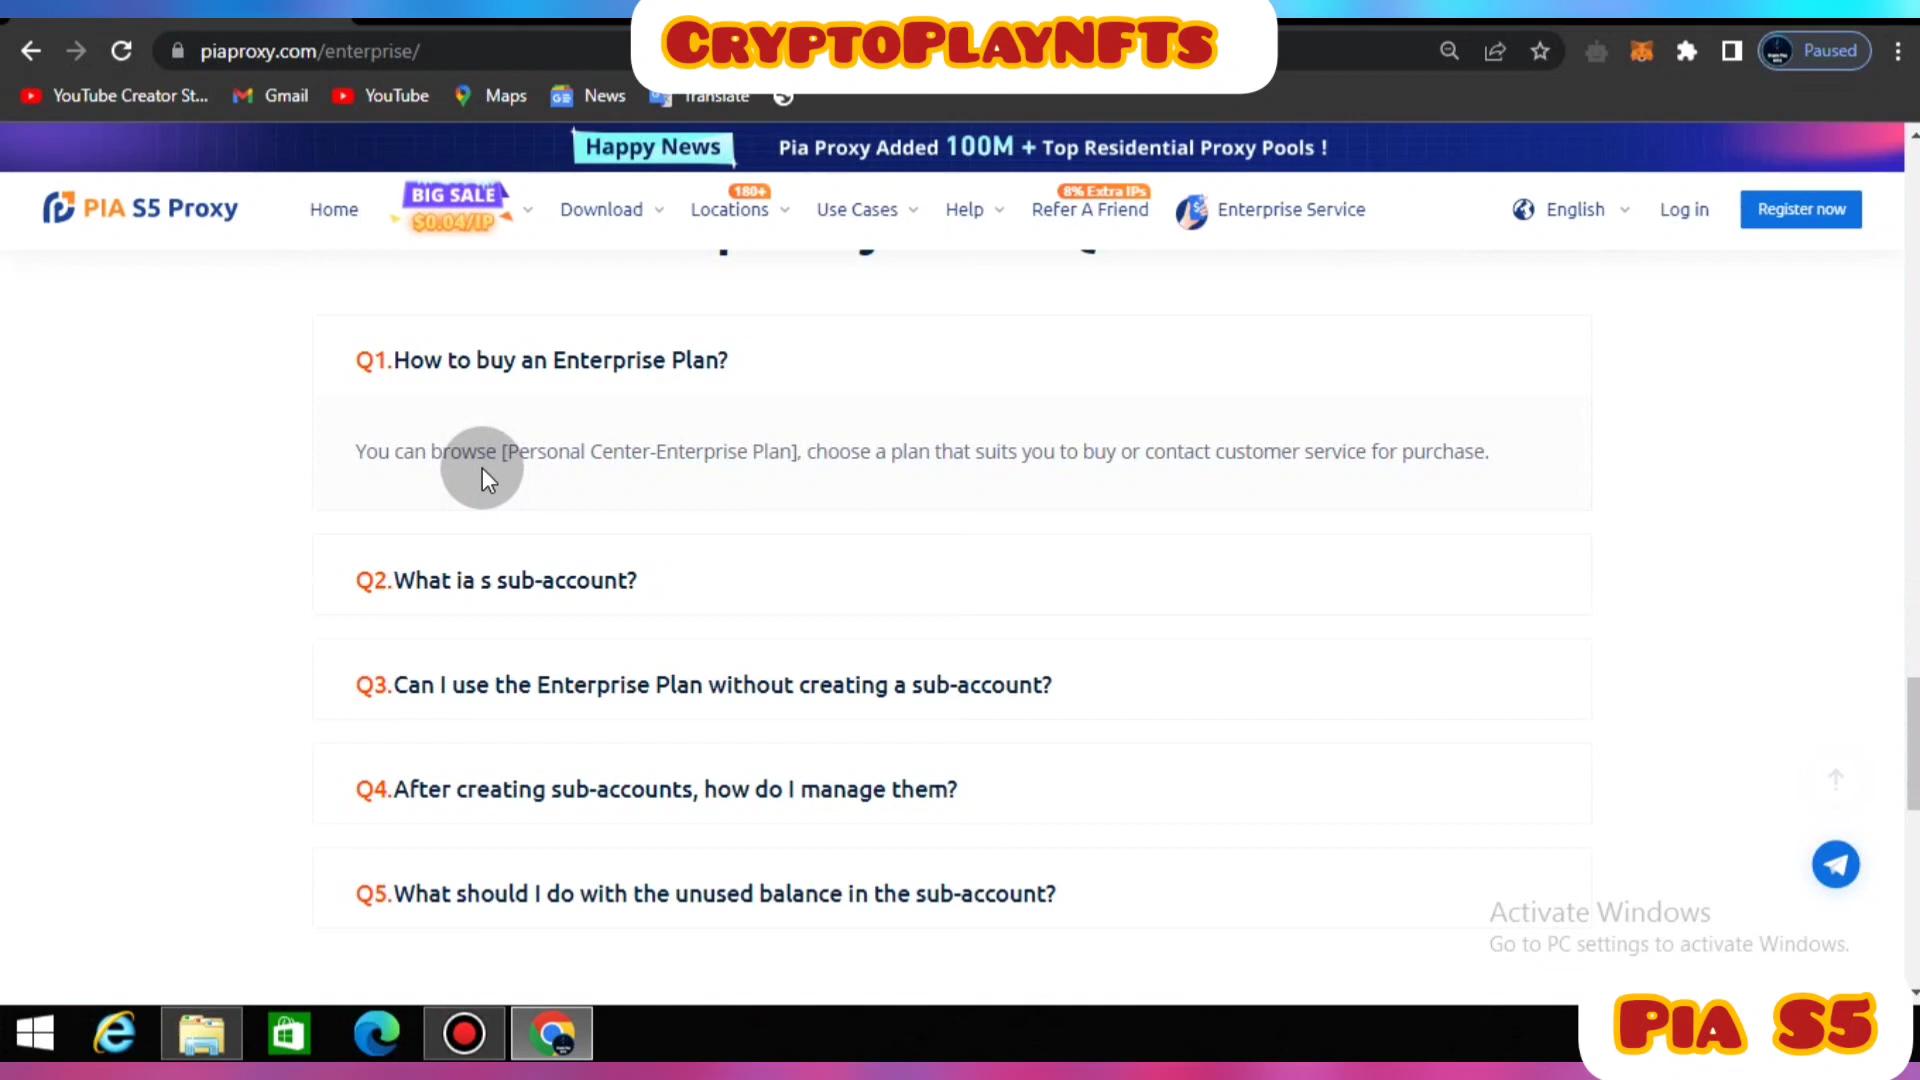 CryptoPlayNFTs
piaproxy.com/enterprise/
Paused
YouTube Creator St... Gmail YouTube Maps News Translate
Happy News Pia Proxy Added 100M + Top Residential Proxy Pools !
PIA S5 Proxy Home BIG SALE $0.04/IP Download 180+ Locations Use Cases Help 8% Extra IPs Refer A Friend Enterprise Service English Log in Register now
Q1.How to buy an Enterprise Plan?
You can browse [Personal Center-Enterprise Plan], choose a plan that suits you to buy or contact customer service for purchase.
Q2.What ia s sub-account?
Q3.Can I use the Enterprise Plan without creating a sub-account?
Q4.After creating sub-accounts, how do I manage them?
Q5.What should I do with the unused balance in the sub-account?
Activate Windows
Go to PC settings to activate Windows.
Pia S5